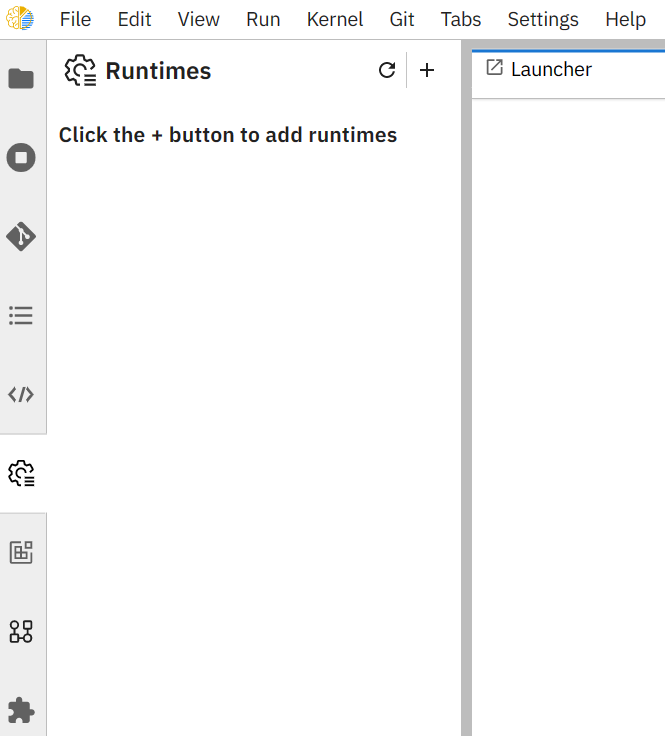 File Edit View Run Kernel Git Tabs Settings Help
Runtimes
Launcher
Click the + button to add runtimes